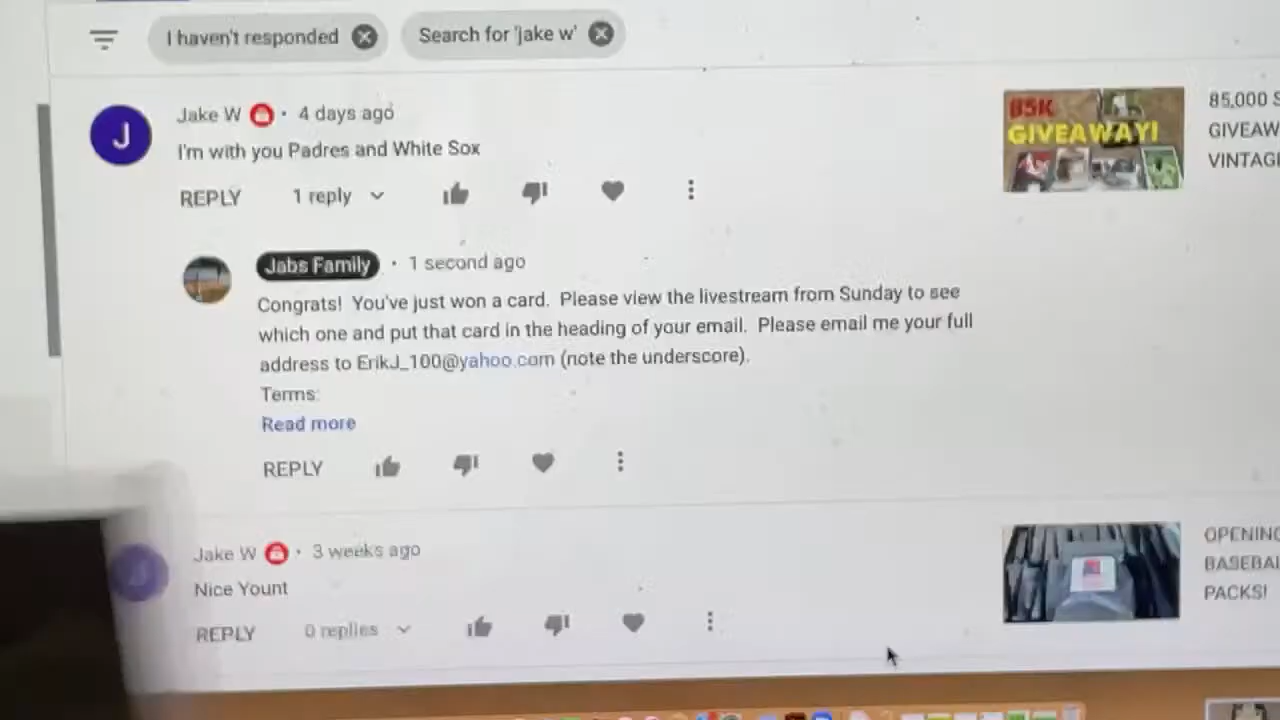 I haven't responded
Search for 'jake w'
Jake W · 4 days ago
I'm with you Padres and White Sox
REPLY 1 reply
85K
GIVEAWAY!
85,000 S
GIVEAW
VINTAG
Jabs Family · 1 second ago
Congrats! You've just won a card. Please view the livestream from Sunday to see
which one and put that card in the heading of your email. Please email me your full
address to ErikJ_100@yahoo.com (note the underscore).
Terms:
Read more
REPLY
J
Jake W · 3 weeks ago
Nice Yount
REPLY 0 replies
OPENING
BASEBAL
PACKS!